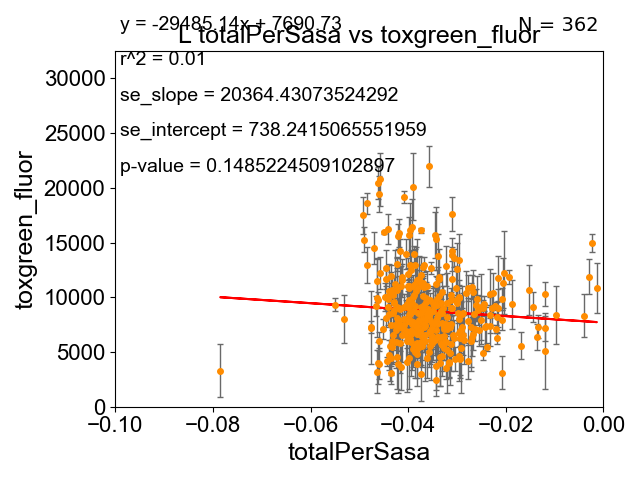 y = -29485.14x + 7690.73
N = 362
L totalPerSasa vs toxgreen_fluor
r^2 = 0.01
se_slope = 20364.43073524292
se_intercept = 738.2415065551959
p-value = 0.1485224509102897
toxgreen_fluor
30000
25000
20000
15000
10000
5000
0
−0.10
−0.08
−0.06
−0.04
−0.02
0.00
totalPerSasa